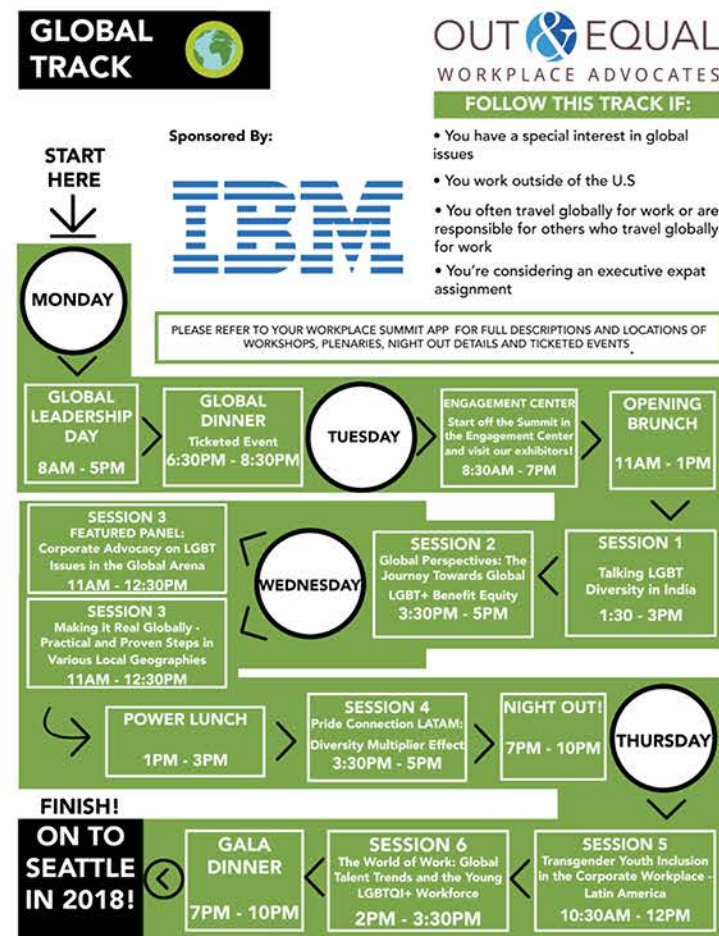 GLOBAL
TRACK
OUT & EQUAL
WORKPLACE ADVOCATES
FOLLOW THIS TRACK IF:
• You have a special interest in global
issues
• You work outside of the U.S
• You often travel globally for work or are
responsible for others who travel globally
for work
• You're considering an executive expat
assignment
Sponsored By:
IBM
START
HERE
MONDAY
PLEASE REFER TO YOUR WORKPLACE SUMMIT APP FOR FULL DESCRIPTIONS AND LOCATIONS OF
WORKSHOPS, PLENARIES, NIGHT OUT DETAILS AND TICKETED EVENTS.
GLOBAL
LEADERSHIP
DAY
8AM - 5PM
GLOBAL
DINNER
Ticketed Event
6:30PM - 8:30PM
TUESDAY
ENGAGEMENT CENTER
Start off the Summit in
the Engagement Center
and visit our exhibitors!
8:30AM - 7PM
OPENING
BRUNCH
11AM - 1PM
SESSION 1
Talking LGBT
Diversity in India
1:30 - 3PM
SESSION 2
Global Perspectives: The
Journey Towards Global
LGBT+ Benefit Equity
3:30PM - 5PM
WEDNESDAY
SESSION 3
FEATURED PANEL:
Corporate Advocacy on LGBT
Issues in the Global Arena
11AM - 12:30PM
SESSION 3
Making it Real Globally -
Practical and Proven Steps in
Various Local Geographies
11AM - 12:30PM
POWER LUNCH
1PM - 3PM
SESSION 4
Pride Connection LATAM:
Diversity Multiplier Effect
3:30PM - 5PM
NIGHT OUT!
7PM - 10PM
THURSDAY
SESSION 5
Transgender Youth Inclusion
in the Corporate Workplace -
Latin America
10:30AM - 12PM
SESSION 6
The World of Work: Global
Talent Trends and the Young
LGBTQI+ Workforce
2PM - 3:30PM
GALA
DINNER
7PM - 10PM
FINISH!
ON TO
SEATTLE
IN 2018!